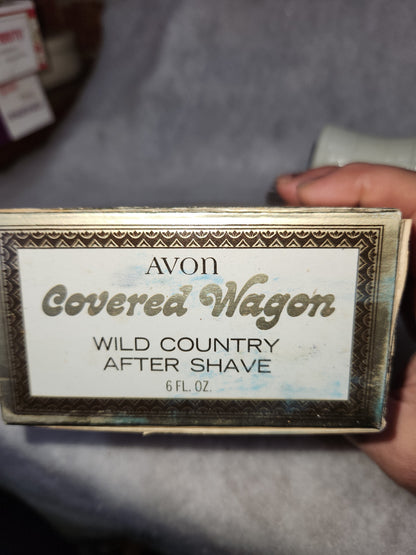 AVON
Covered Wagon
WILD COUNTRY
AFTER SHAVE
6 FL. OZ.